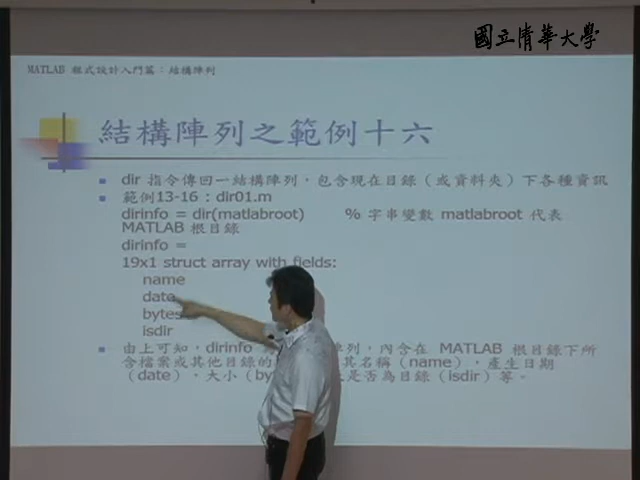 國立清華大學
MATLAB 程式設計入門篇：結構陣列
結構陣列之範例十六
dir 指令傳回一結構陣列，包含現在目錄（或資料夾）下各種資訊
範例13-16：dir01.m
dirinfo = dir(matlabroot) % 字串變數 matlabroot 代表
MATLAB 根目錄
dirinfo =
19x1 struct array with fields:
name
date
bytes
isdir
由上可知，dirinfo 陣列，內含在 MATLAB 根目錄下所
含檔案或其他目錄的 其名稱（name），產生日期
（date），大小（by 是否為目錄（isdir）等。